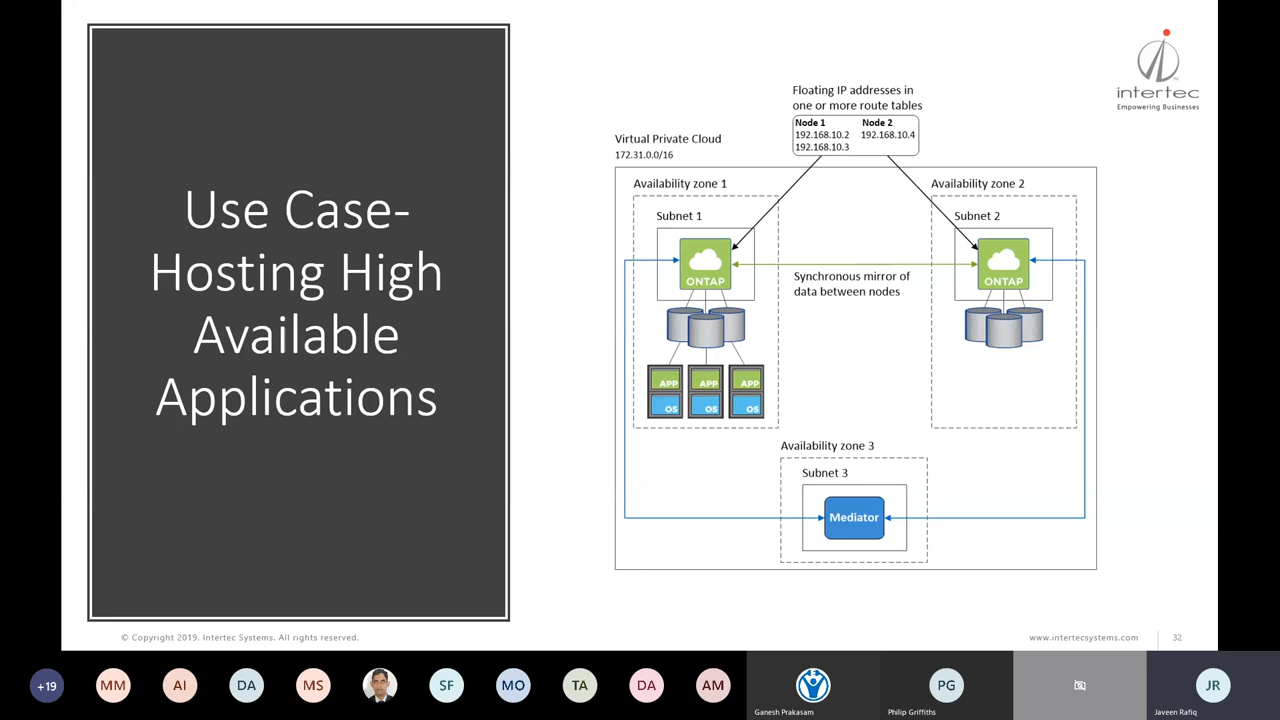 Use Case-
Hosting High
Available
Applications
intertec
Empowering Businesses
Floating IP addresses in
one or more route tables
Node 1 Node 2
192.168.10.2 192.168.10.4
192.168.10.3
Virtual Private Cloud
172.31.0.0/16
Availability zone 1
Subnet 1
ONTAP
APP APP APP
OS OS OS
Synchronous mirror of
data between nodes
Availability zone 2
Subnet 2
ONTAP
Availability zone 3
Subnet 3
Mediator
© Copyright 2019. Intertec Systems. All rights reserved.
www.intertecsystems.com 32
+19 MM AI DA MS SF MO TA DA AM PG JR
Ganesh Prakasam Philip Griffiths Javeen Rafiq